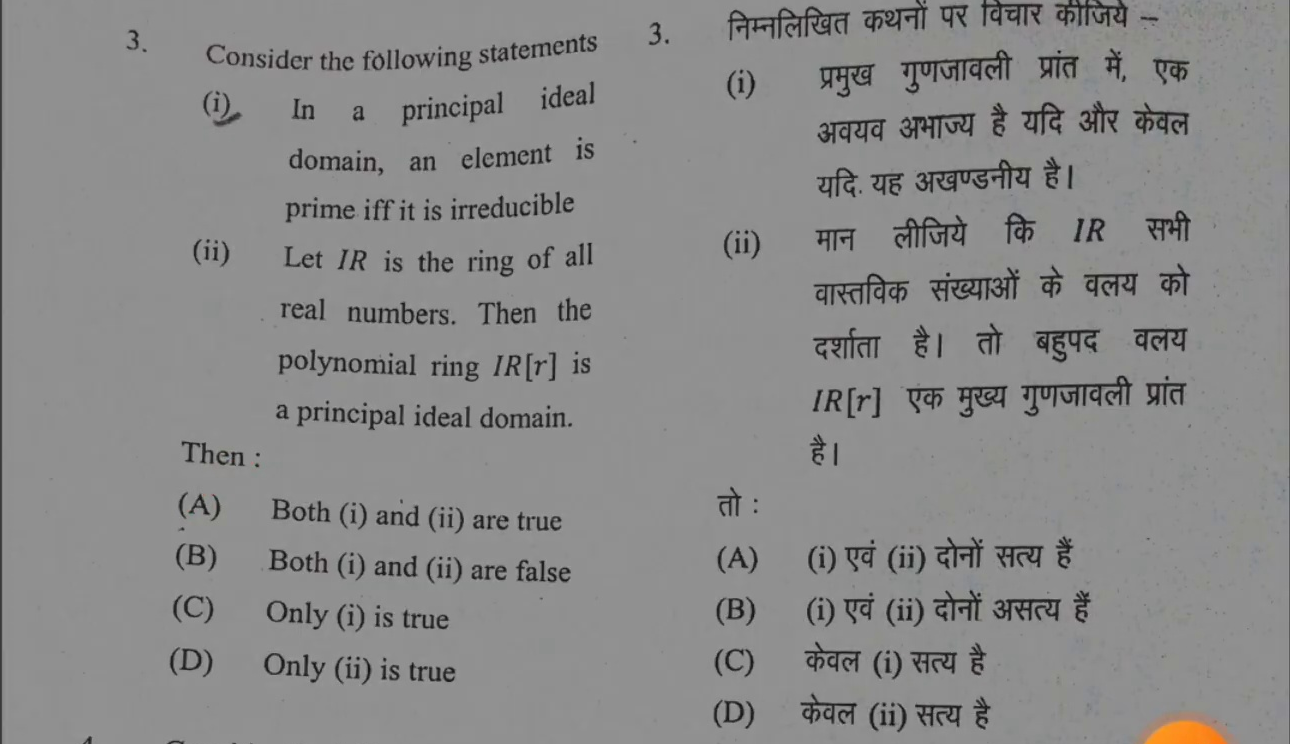 3.
Consider the following statements
(i) In a principal ideal
domain, an element is
prime iff it is irreducible
(ii) Let IR is the ring of all
real numbers. Then the
polynomial ring IR[r] is
a principal ideal domain.
Then :
(A) Both (i) and (ii) are true
(B) Both (i) and (ii) are false
(C) Only (i) is true
(D) Only (ii) is true
3. निम्नलिखित कथनों पर विचार कीजिये –
(i) प्रमुख गुणजावली प्रांत में, एक
अवयव अभाज्य है यदि और केवल
यदि यह अखण्डनीय है।
(ii) मान लीजिये कि IR सभी
वास्तविक संख्याओं के वलय को
दर्शाता है। तो बहुपद वलय
IR[r] एक मुख्य गुणजावली प्रांत
है।
तो :
(A) (i) एवं (ii) दोनों सत्य हैं
(B) (i) एवं (ii) दोनों असत्य हैं
(C) केवल (i) सत्य है
(D) केवल (ii) सत्य है